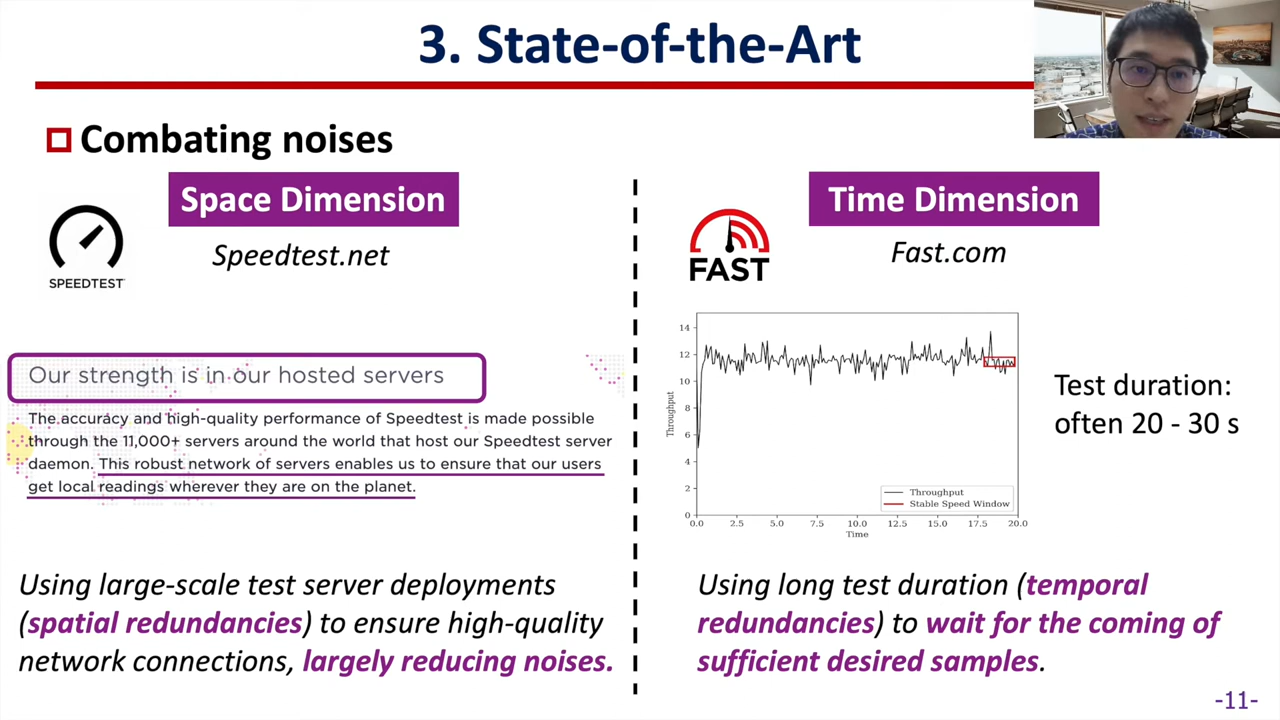 3. State-of-the-Art
Combating noises
Space Dimension
Speedtest.net
SPEEDTEST
Our strength is in our hosted servers
The accuracy and high-quality performance of Speedtest is made possible
through the 11,000+ servers around the world that host our Speedtest server
daemon. This robust network of servers enables us to ensure that our users
get local readings wherever they are on the planet.
Using large-scale test server deployments
(spatial redundancies) to ensure high-quality
network connections, largely reducing noises.
Time Dimension
Fast.com
FAST
14
12
10
8
6
4
2
0
Throughput
0.0 2.5 5.0 7.5 10.0 12.5 15.0 17.5 20.0
Time
Throughput
Stable Speed Window
Test duration:
often 20 - 30 s
Using long test duration (temporal
redundancies) to wait for the coming of
sufficient desired samples.
-11-